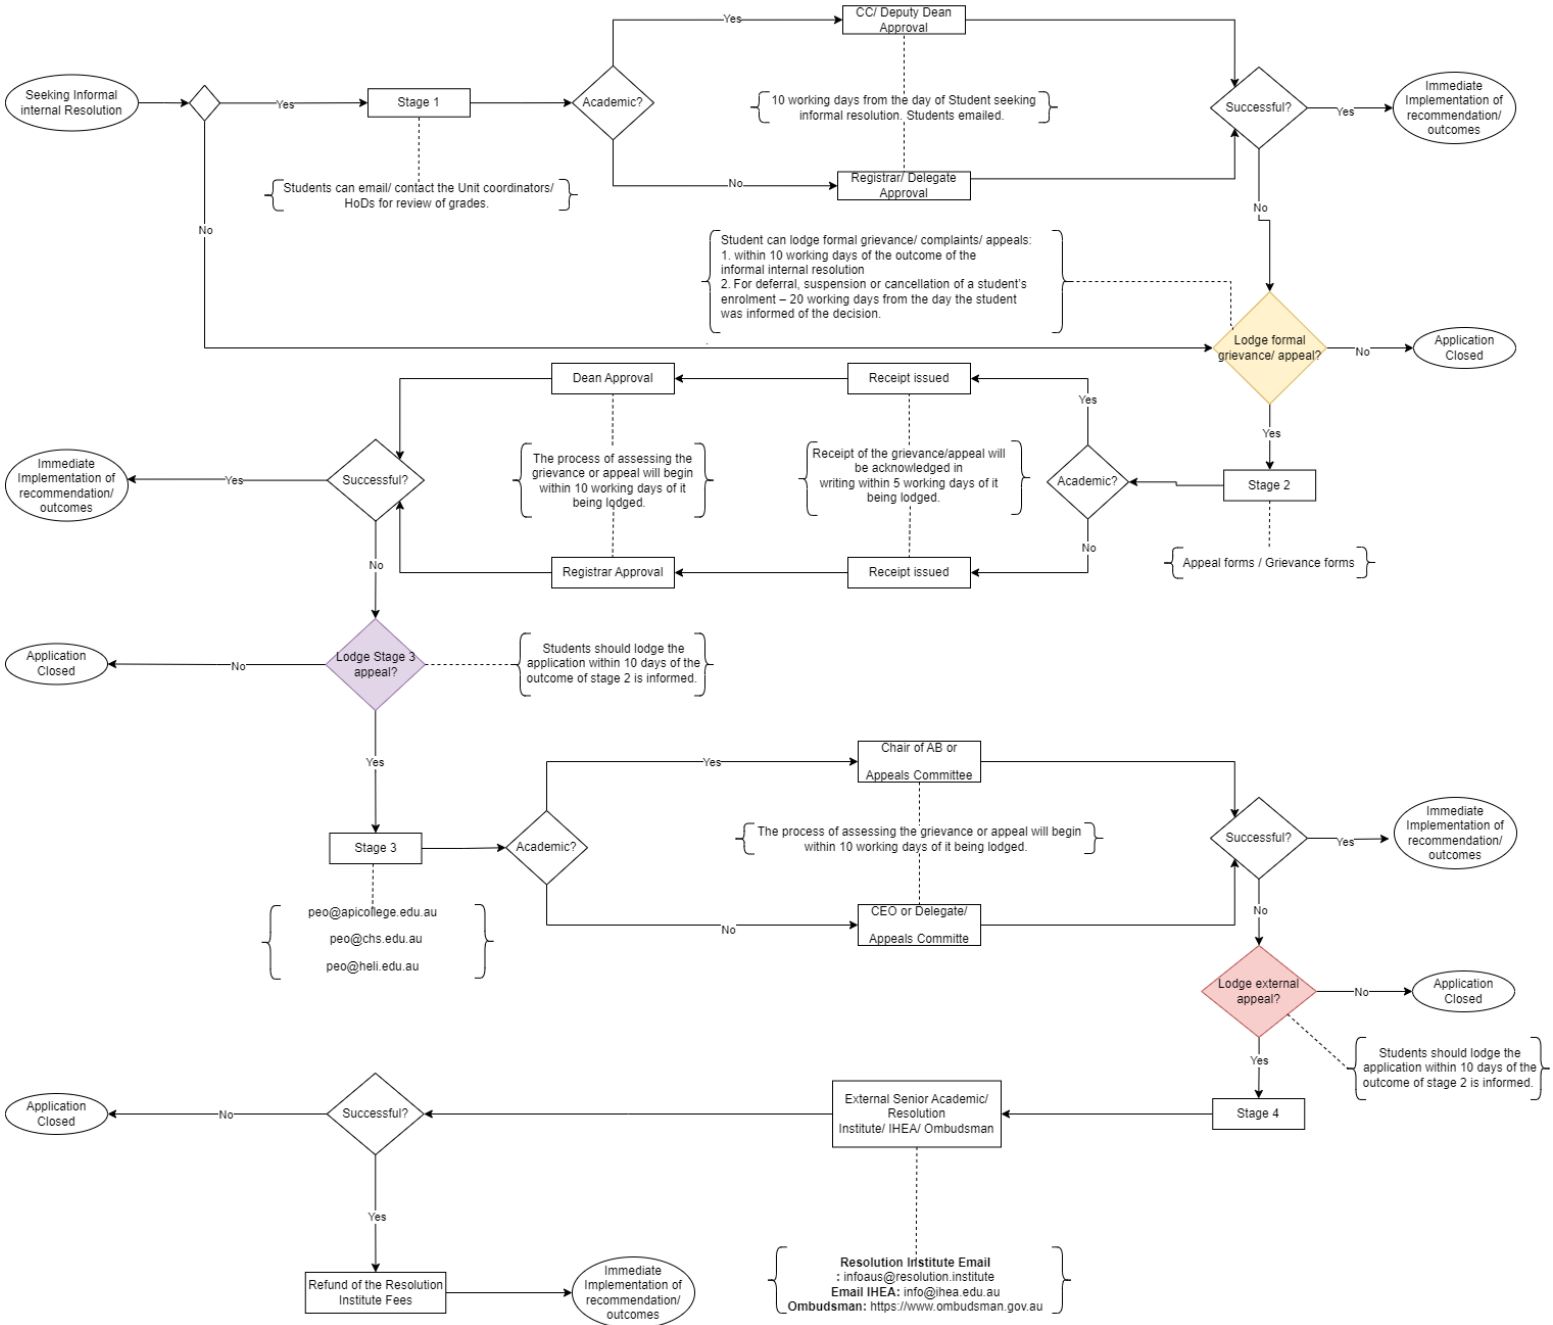 CC/ Deputy Dean
Approval
Yes
Seeking Informal
internal Resolution
Yes
Stage 1
Academic?
10 working days from the day of Student seeking
informal resolution. Students emailed.
Successful?
Yes
Immediate
Implementation of
recommendation/
outcomes
Students can email/ contact the Unit coordinators/
HoDs for review of grades.
No
Registrar/ Delegate
Approval
No
No
Student can lodge formal grievance/ complaints/ appeals:
1. within 10 working days of the outcome of the
informal internal resolution
2. For deferral, suspension or cancellation of a student's
enrolment – 20 working days from the day the student
was informed of the decision.
Lodge formal
grievance/ appeal?
No
Application
Closed
Dean Approval
Receipt issued
Yes
Yes
Immediate
Implementation of
recommendation/
outcomes
Yes
Successful?
The process of assessing the
grievance or appeal will begin
within 10 working days of it
being lodged.
Receipt of the grievance/appeal will
be acknowledged in
writing within 5 working days of it
being lodged.
Academic?
Stage 2
No
Registrar Approval
Receipt issued
No
Appeal forms / Grievance forms
Application
Closed
No
Lodge Stage 3
appeal?
Students should lodge the
application within 10 days of the
outcome of stage 2 is informed.
Yes
Yes
Chair of AB or
Appeals Committee
Stage 3
Academic?
The process of assessing the grievance or appeal will begin
within 10 working days of it being lodged.
Successful?
Yes
Immediate
Implementation of
recommendation/
outcomes
peo@apicollege.edu.au
peo@chs.edu.au
peo@heli.edu.au
No
CEO or Delegate/
Appeals Committe
No
Lodge external
appeal?
No
Application
Closed
Yes
Students should lodge the
application within 10 days of the
outcome of stage 2 is informed.
Application
Closed
No
Successful?
External Senior Academic/
Resolution
Institute/ IHEA/ Ombudsman
Stage 4
Yes
Refund of the Resolution
Institute Fees
Immediate
Implementation of
recommendation/
outcomes
Resolution Institute Email
: infoaus@resolution.institute
Email IHEA: info@ihea.edu.au
Ombudsman: https://www.ombudsman.gov.au